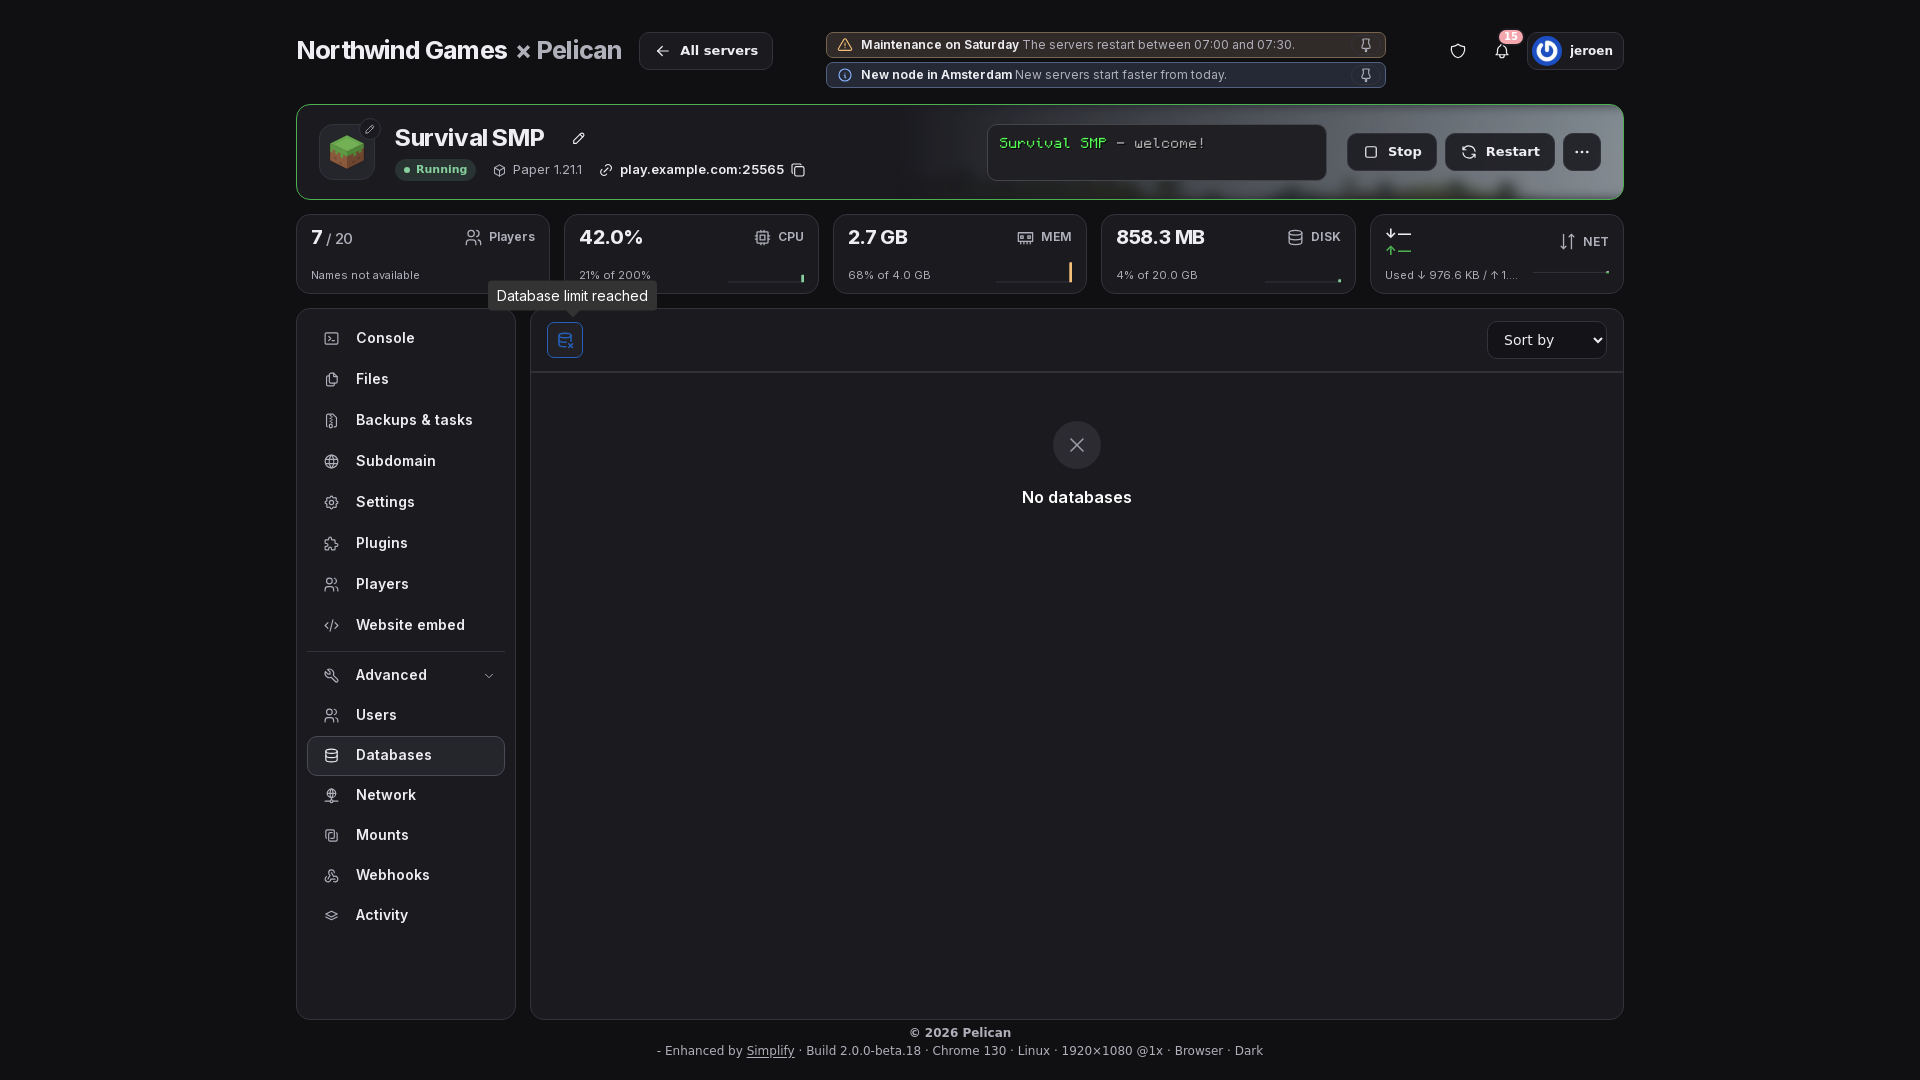 Northwind Games × Pelican
All servers
Maintenance on Saturday The servers restart between 07:00 and 07:30.
New node in Amsterdam New servers start faster from today.
15
jeroen
Survival SMP
Running
Paper 1.21.1
play.example.com:25565
Survival SMP - welcome!
Stop
Restart
7 / 20
Players
Names not available
42.0%
CPU
21% of 200%
2.7 GB
MEM
68% of 4.0 GB
858.3 MB
DISK
4% of 20.0 GB
↓—
↑—
NET
Used ↓ 976.6 KB / ↑ 1....
Database limit reached
Console
Files
Backups & tasks
Subdomain
Settings
Plugins
Players
Website embed
Advanced
Users
Databases
Network
Mounts
Webhooks
Activity
Sort by
No databases
© 2026 Pelican
- Enhanced by Simplify · Build 2.0.0-beta.18 · Chrome 130 · Linux · 1920×1080 @1x · Browser · Dark